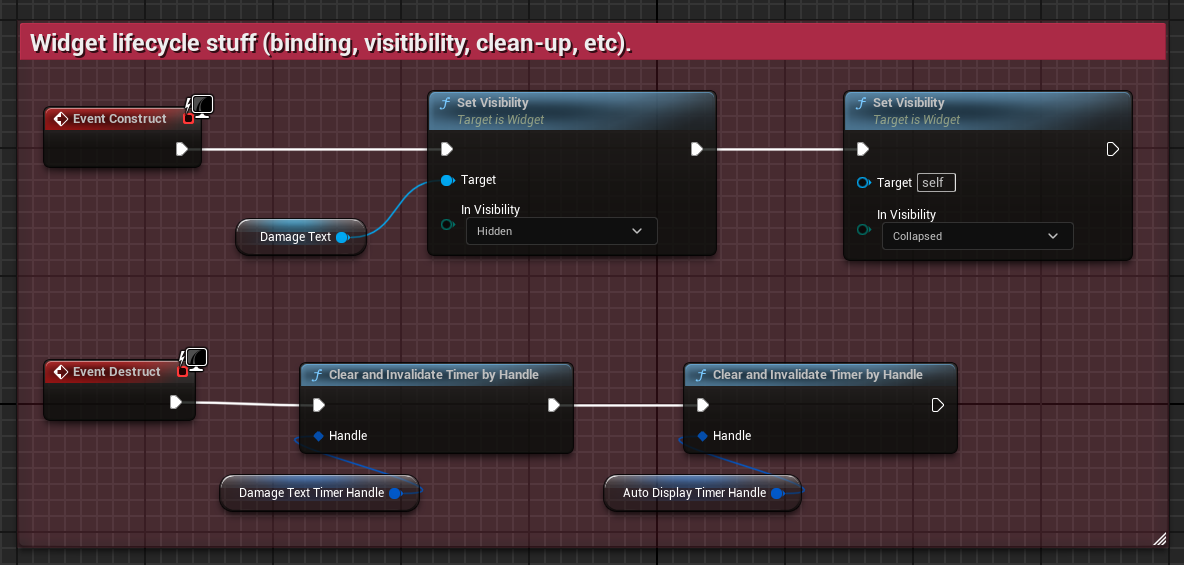 Widget lifecycle stuff (binding, visitibility, clean-up, etc).
Event Construct
Set Visibility
Target is Widget
Target
In Visibility
Hidden
Damage Text
Set Visibility
Target is Widget
Target self
In Visibility
Collapsed
Event Destruct
Clear and Invalidate Timer by Handle
Handle
Damage Text Timer Handle
Clear and Invalidate Timer by Handle
Handle
Auto Display Timer Handle